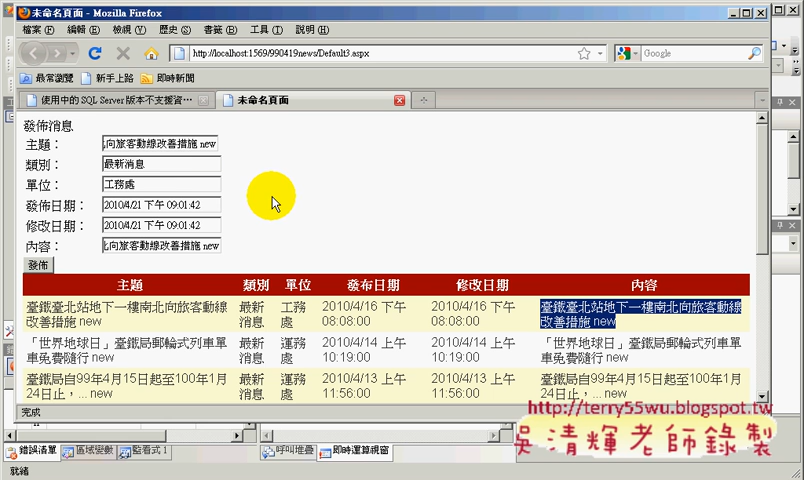 未命名頁面 - Mozilla Firefox
檔案(F) 編輯(E) 檢視(V) 歷史(S) 書籤(B) 工具(T) 說明(H)
http://localhost:1569/990419news/Default3.aspx
Google
最常瀏覽 新手上路 即時新聞
使用中的 SQL Server 版本不支援資… 未命名頁面
發佈消息
主題： 向旅客動線改善措施 new
類別： 最新消息
單位： 工務處
發佈日期： 2010/4/21 下午 09:01:42
修改日期： 2010/4/21 下午 09:01:42
內容： 向旅客動線改善措施 new
發佈
主題 類別 單位 發布日期 修改日期 內容
臺鐵臺北站地下一樓南北向旅客動線改善措施 new 最新消息 工務處 2010/4/16 下午 08:08:00 2010/4/16 下午 08:08:00 臺鐵臺北站地下一樓南北向旅客動線改善措施 new
「世界地球日」臺鐵局郵輪式列車單車免費隨行 new 最新消息 運務處 2010/4/14 上午 10:19:00 2010/4/14 上午 10:19:00 「世界地球日」臺鐵局郵輪式列車單車免費隨行 new
臺鐵局自99年4月15日起至100年1月24日止，... new 最新消息 運務處 2010/4/13 上午 11:56:00 2010/4/13 上午 11:56:00 臺鐵局自99年4月15日起至100年1月24日止，... new
完成
http://terry55wu.blogspot.tw
吳清輝老師錄製
錯誤清單 區域變數 監看式 1 呼叫堆疊 即時運算視窗
就緒